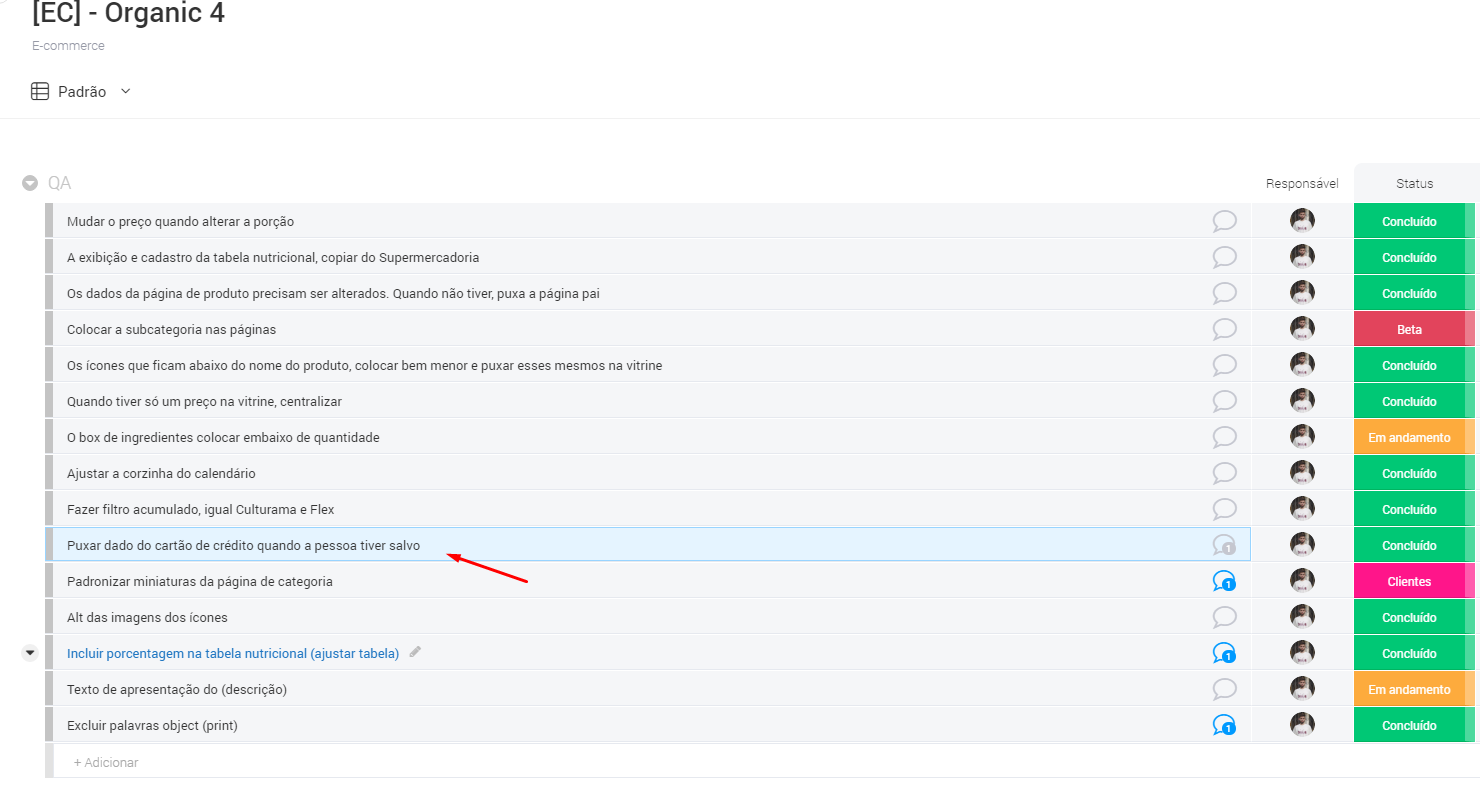 [EC] - Organic 4
E-commerce
Padrão
QA Responsável Status
Mudar o preço quando alterar a porção Concluído
A exibição e cadastro da tabela nutricional, copiar do Supermercadoria Concluído
Os dados da página de produto precisam ser alterados. Quando não tiver, puxa a página pai Concluído
Colocar a subcategoria nas páginas Beta
Os ícones que ficam abaixo do nome do produto, colocar bem menor e puxar esses mesmos na vitrine Concluído
Quando tiver só um preço na vitrine, centralizar Concluído
O box de ingredientes colocar embaixo de quantidade Em andamento
Ajustar a corzinha do calendário Concluído
Fazer filtro acumulado, igual Culturama e Flex Concluído
Puxar dado do cartão de crédito quando a pessoa tiver salvo 1 Concluído
Padronizar miniaturas da página de categoria 1 Clientes
Alt das imagens dos ícones Concluído
Incluir porcentagem na tabela nutricional (ajustar tabela) 1 Concluído
Texto de apresentação do (descrição) Em andamento
Excluir palavras object (print) 1 Concluído
+ Adicionar